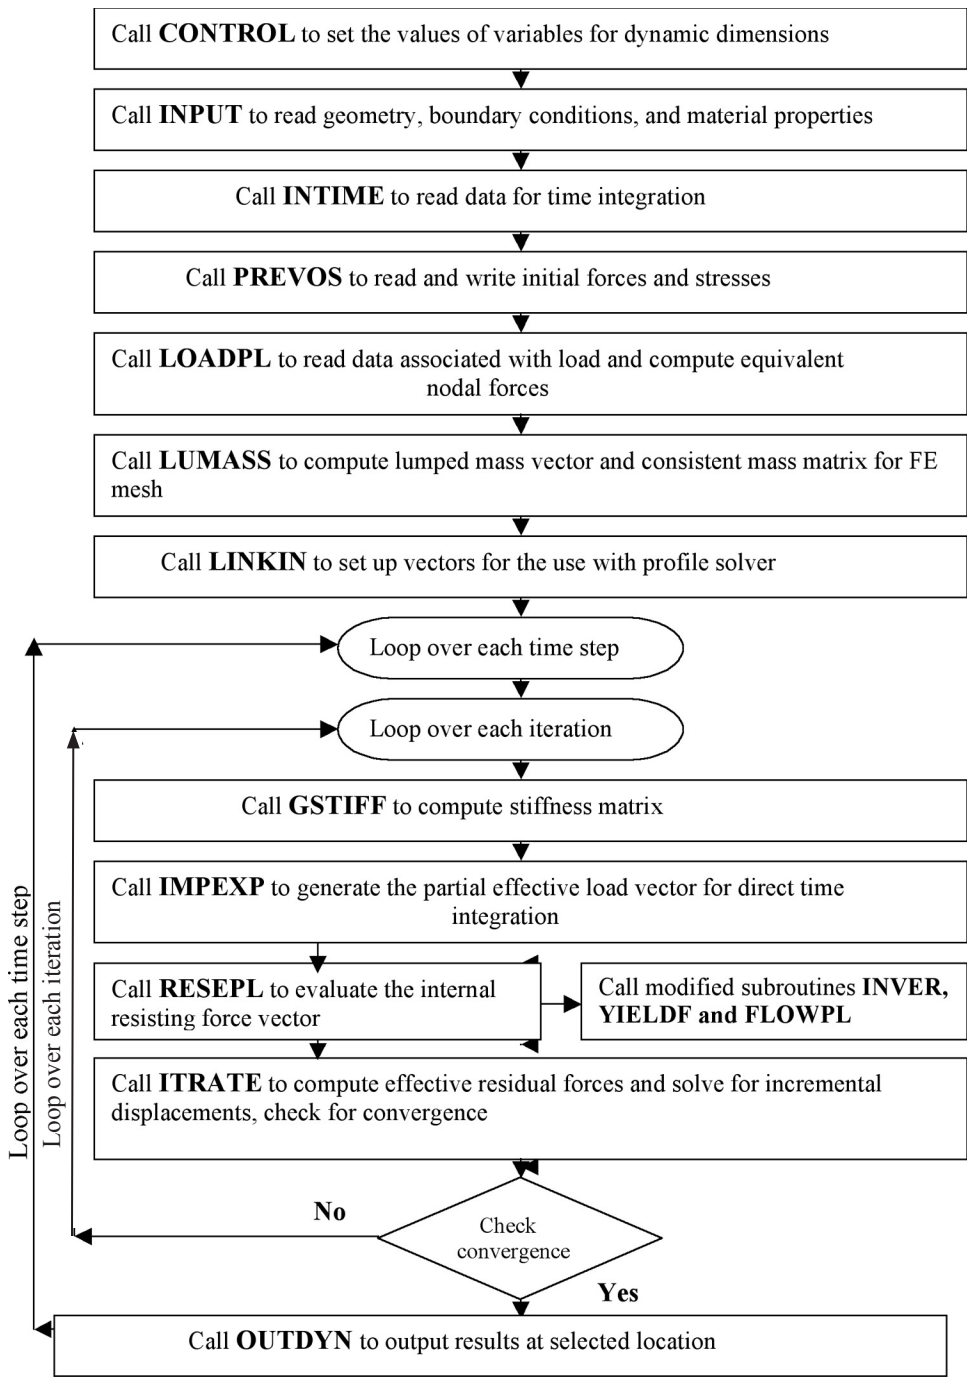 Call CONTROL to set the values of variables for dynamic dimensions
Call INPUT to read geometry, boundary conditions, and material properties
Call INTIME to read data for time integration
Call PREVOS to read and write initial forces and stresses
Call LOADPL to read data associated with load and compute equivalent
nodal forces
Call LUMASS to compute lumped mass vector and consistent mass matrix for FE
mesh
Call LINKIN to set up vectors for the use with profile solver
Loop over each time step
Loop over each iteration
Call GSTIFF to compute stiffness matrix
Call IMPEXP to generate the partial effective load vector for direct time
integration
Call RESEPL to evaluate the internal
resisting force vector
Call modified subroutines INVER,
YIELDF and FLOWPL
Call ITRATE to compute effective residual forces and solve for incremental
displacements, check for convergence
Check
convergence
No
Yes
Call OUTDYN to output results at selected location
Loop over each time step
Loop over each iteration